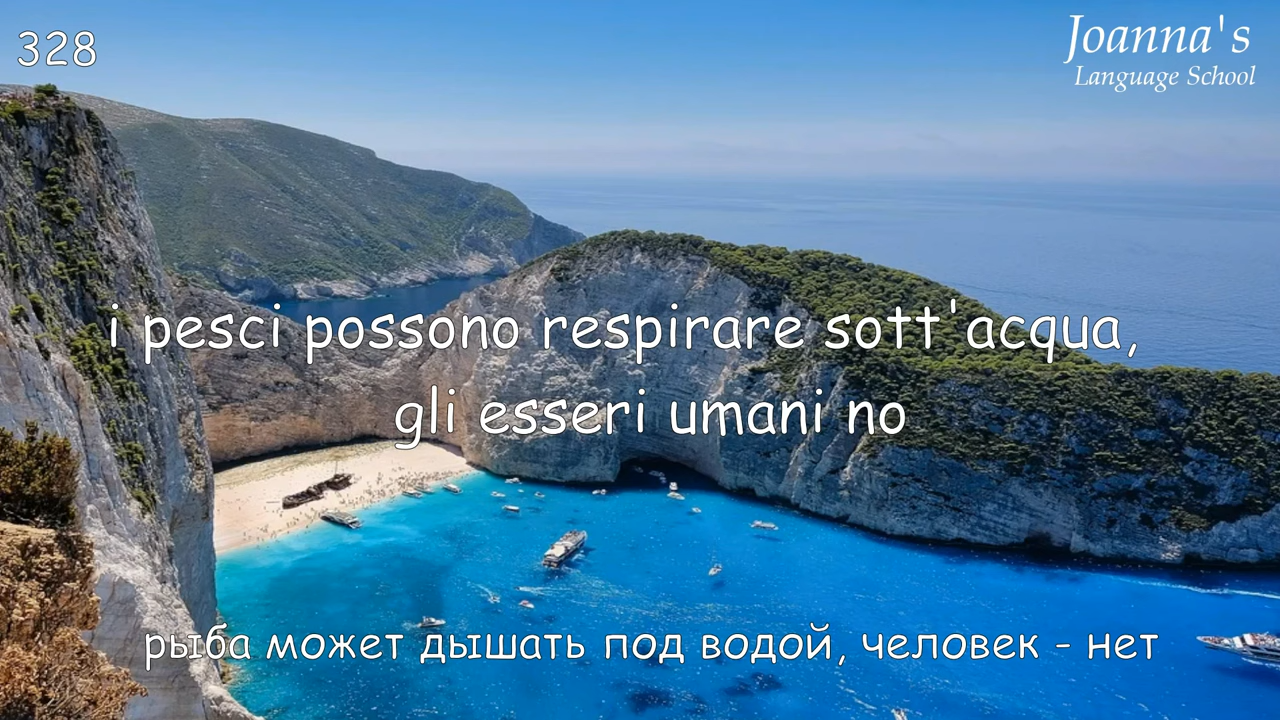 328
Joanna's
Language School
i pesci possono respirare sott'acqua,
gli esseri umani no
рыба может дышать под водой, человек - нет